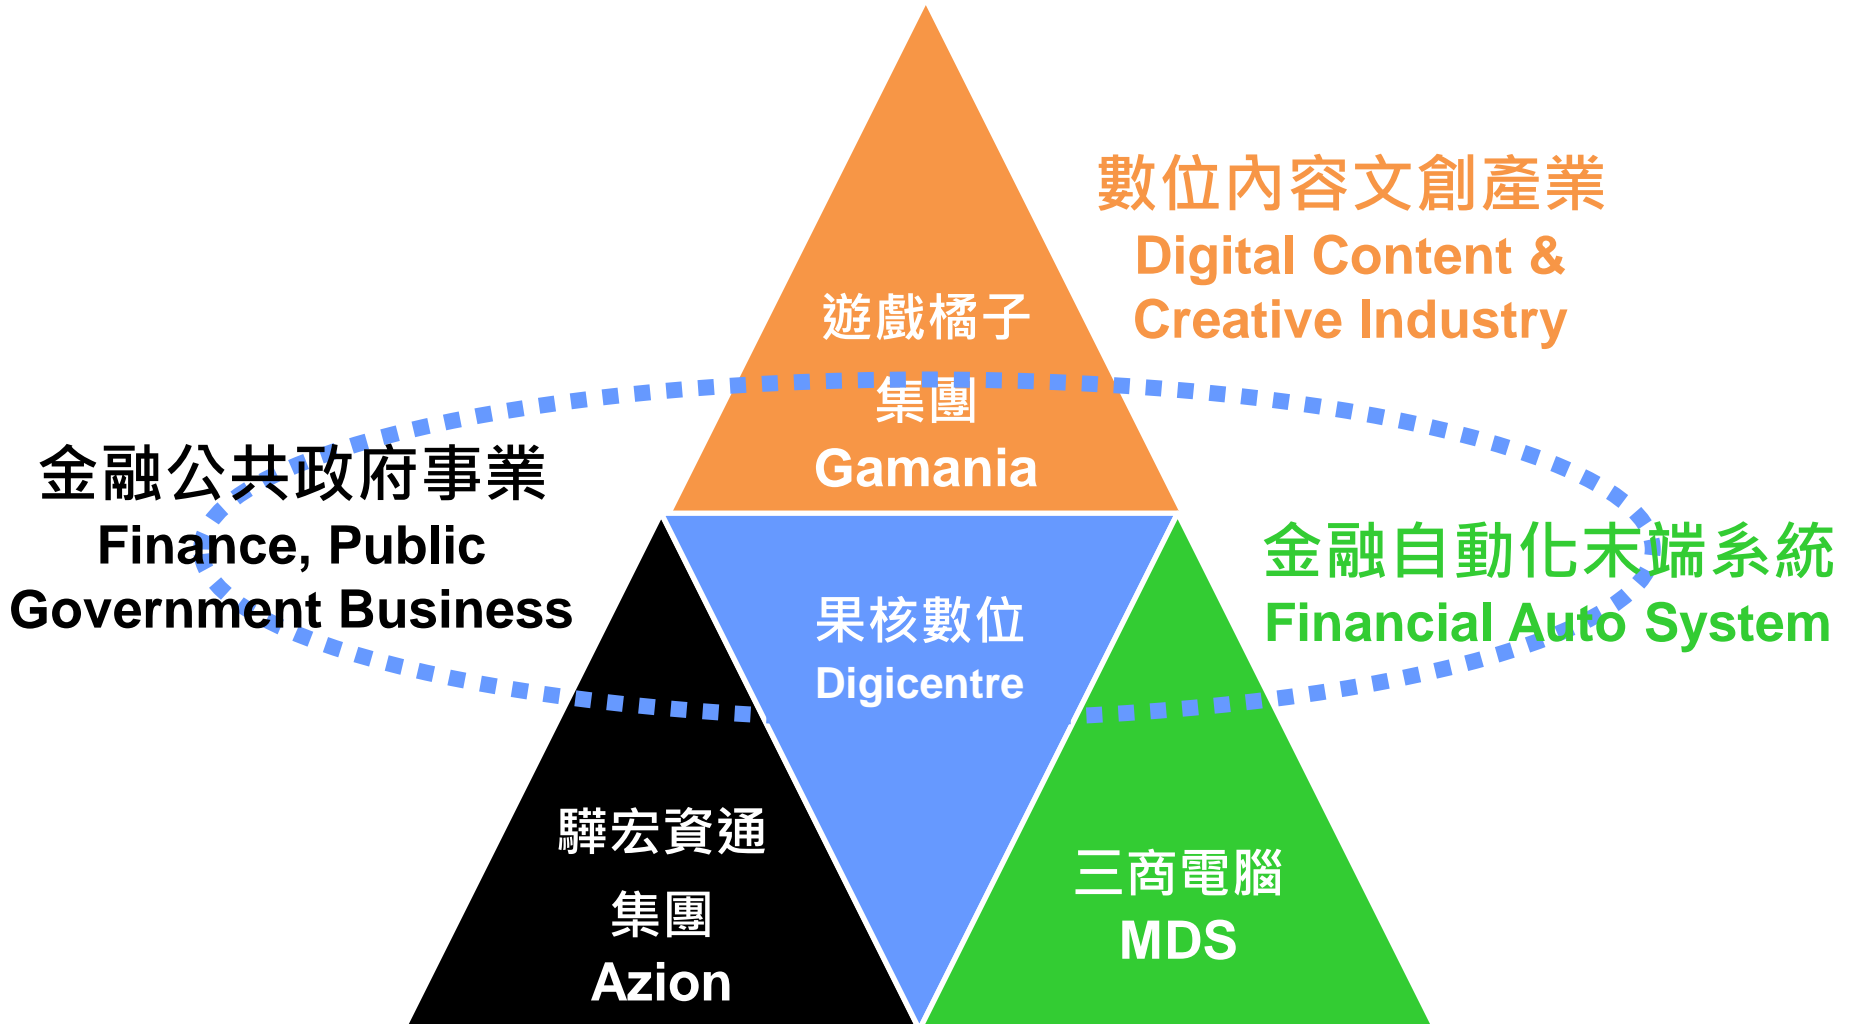 數位內容文創產業
Digital Content &
Creative Industry
遊戲橘子
集團
Gamania
金融公共政府事業
Finance, Public
Government Business
金融自動化末端系統
Financial Auto System
果核數位
Digicentre
驊宏資通
集團
Azion
三商電腦
MDS